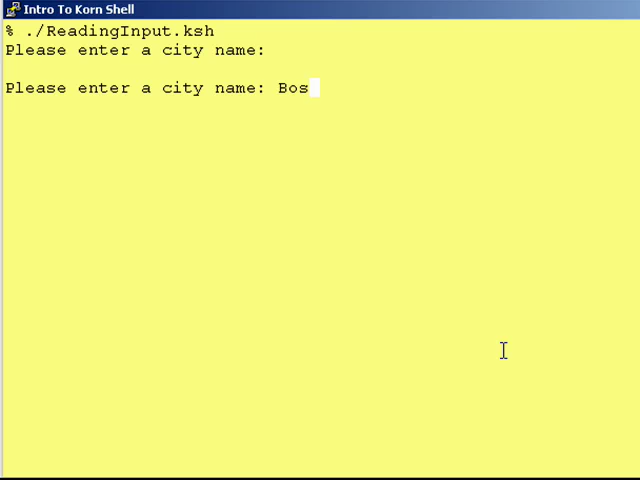 Intro To Korn Shell
% ./ReadingInput.ksh
Please enter a city name:
Please enter a city name: Bos